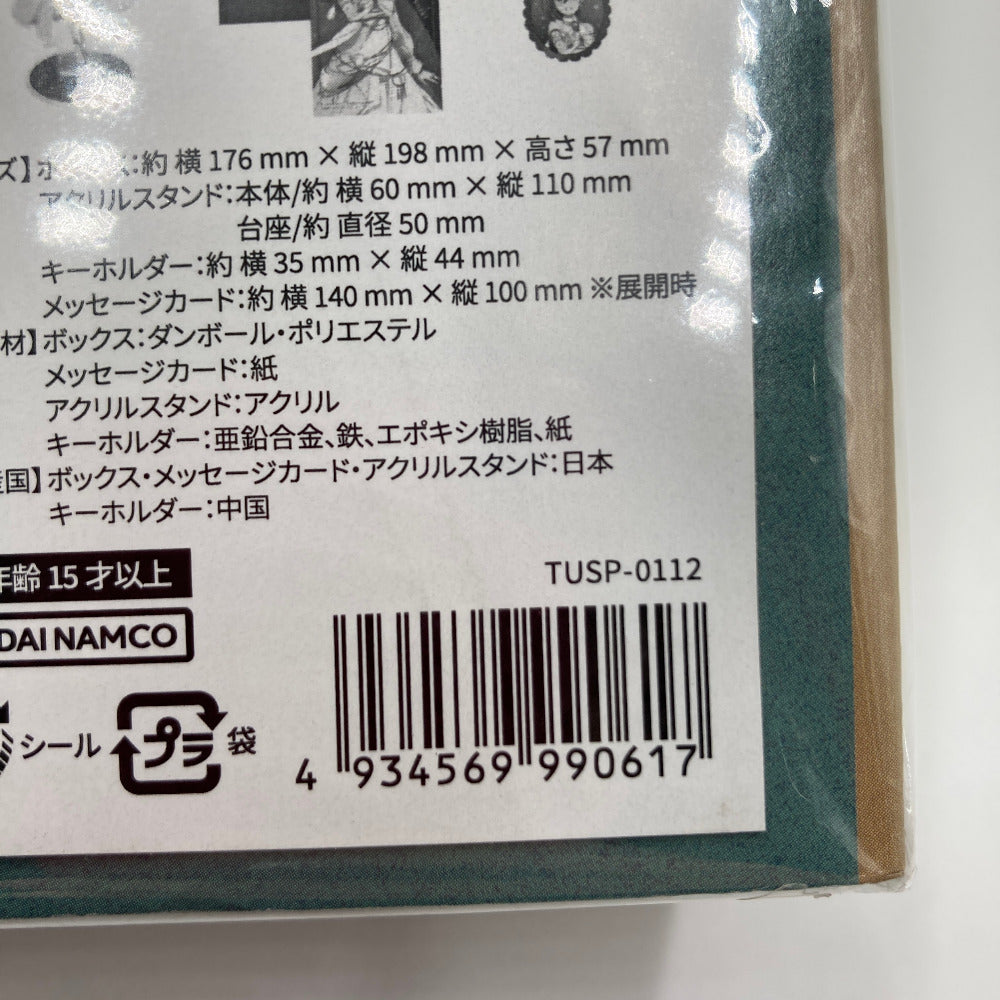 ズ】ボックス：約 横 176 mm × 縦 198 mm × 高さ 57 mm
アクリルスタンド：本体/約 横 60 mm × 縦 110 mm
台座/約 直径 50 mm
キーホルダー：約 横 35 mm × 縦 44 mm
メッセージカード：約 横 140 mm × 縦 100 mm ※展開時
材】ボックス：ダンボール・ポリエステル
メッセージカード：紙
アクリルスタンド：アクリル
キーホルダー：亜鉛合金、鉄、エポキシ樹脂、紙
産国】ボックス・メッセージカード・アクリルスタンド：日本
キーホルダー：中国
年齢 15 才以上
TUSP-0112
DAI NAMCO
シール
プラ 袋
4 934569 990617